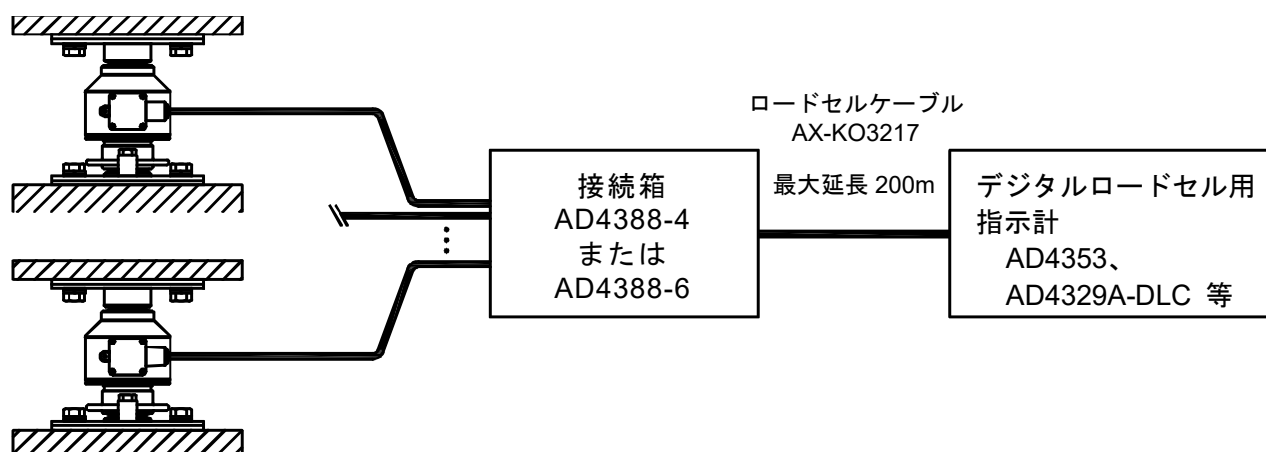 ロードセルケーブル
AX-KO3217
最大延長 200m
接続箱
AD4388-4
または
AD4388-6
デジタルロードセル用
指示計
AD4353、
AD4329A-DLC 等